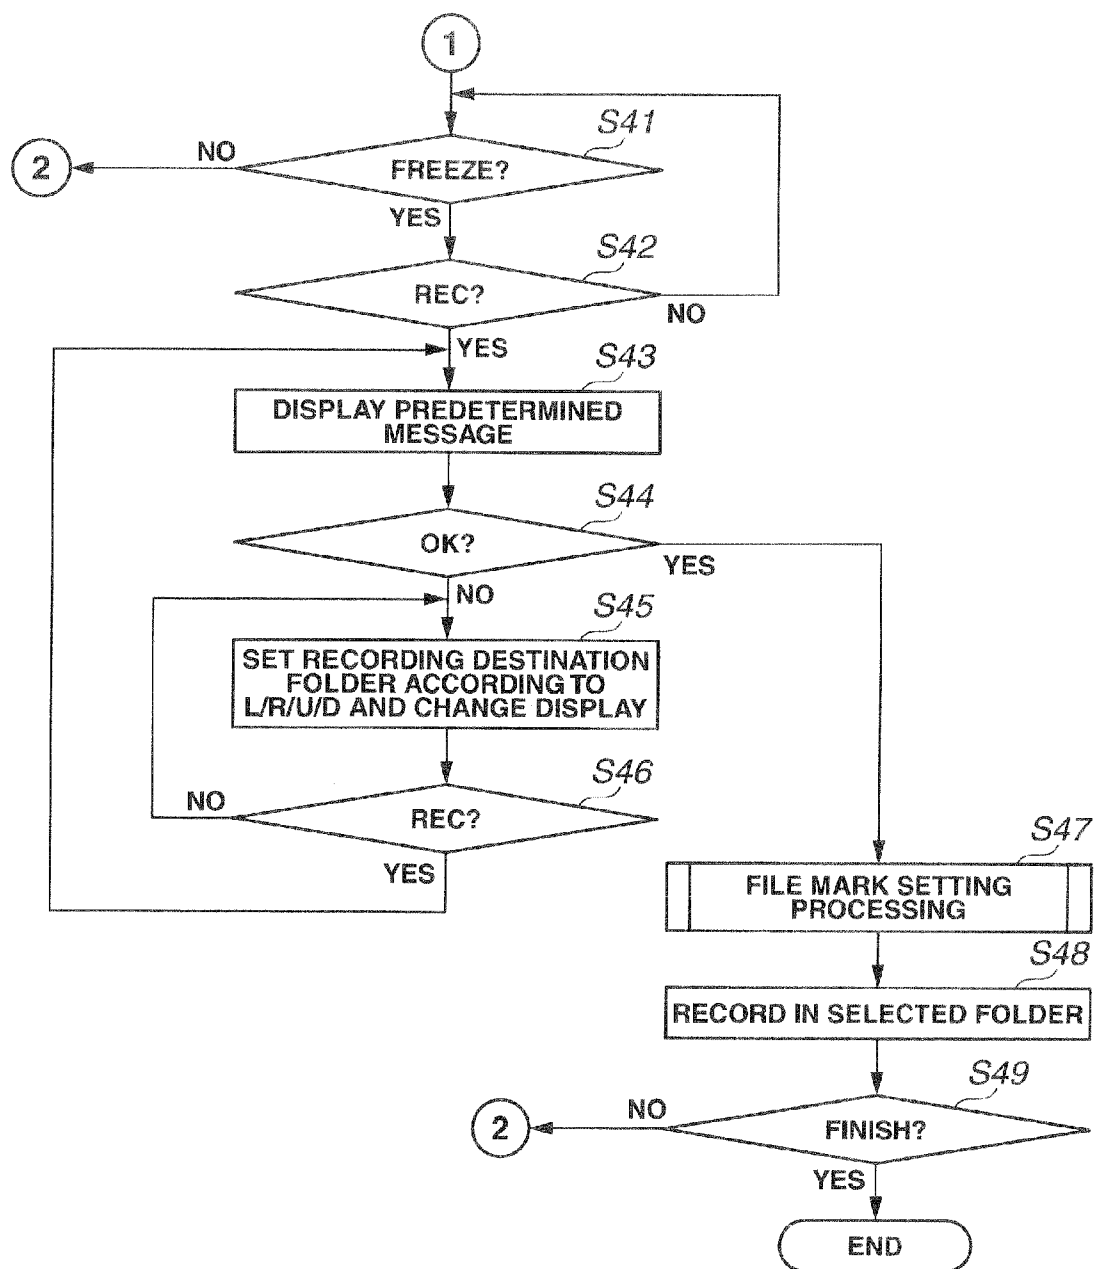 1
S41
2
NO
FREEZE?
YES
S42
REC?
NO
YES
S43
DISPLAY PREDETERMINED
MESSAGE
S44
OK?
YES
NO
S45
SET RECORDING DESTINATION
FOLDER ACCORDING TO
L/R/U/D AND CHANGE DISPLAY
S46
NO
REC?
YES
S47
FILE MARK SETTING
PROCESSING
S48
RECORD IN SELECTED FOLDER
S49
2
NO
FINISH?
YES
END